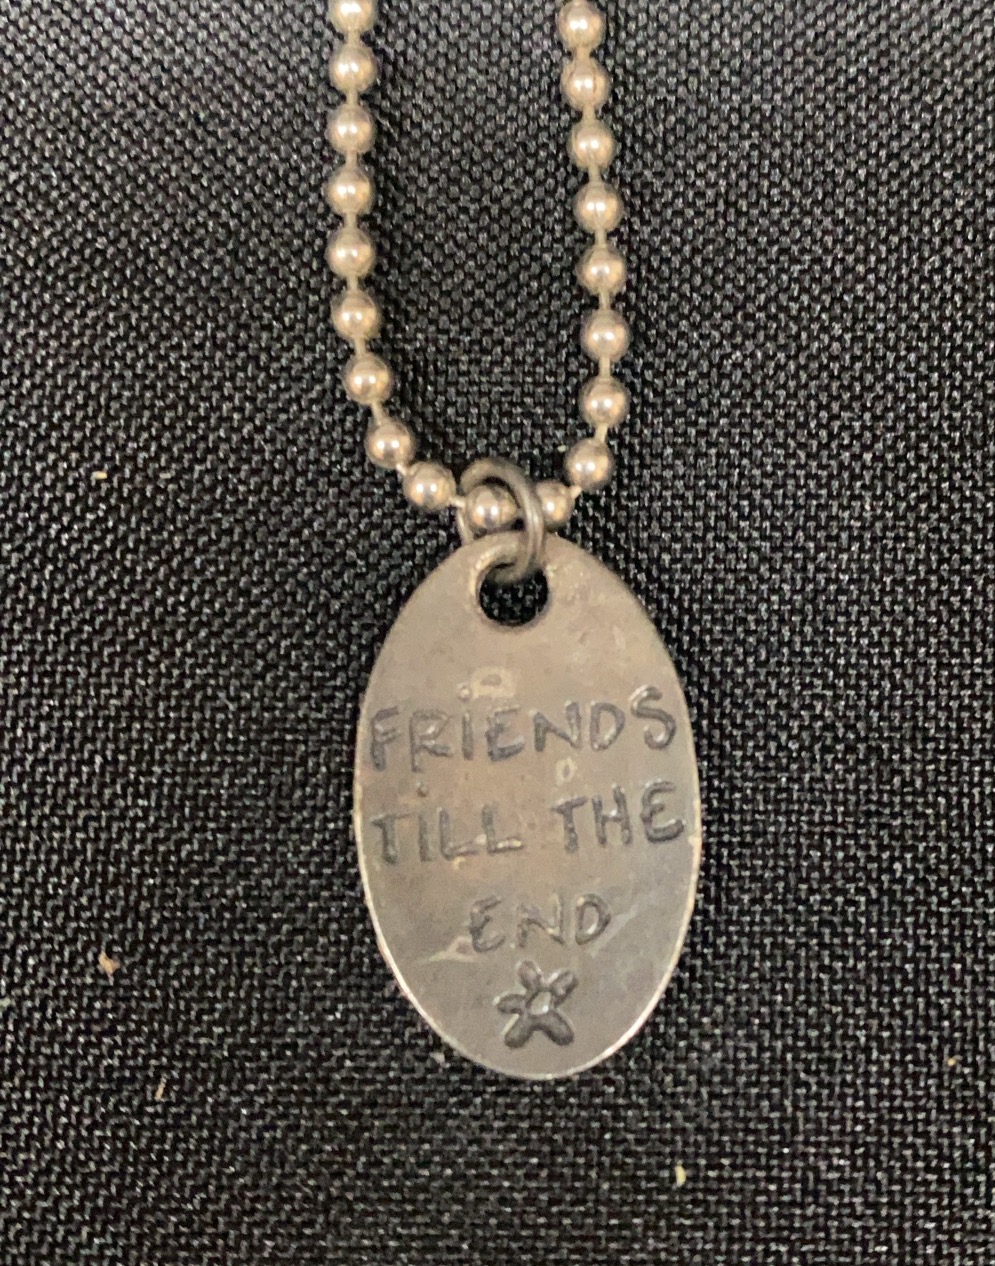 FRiENDS
TiLL THE
END